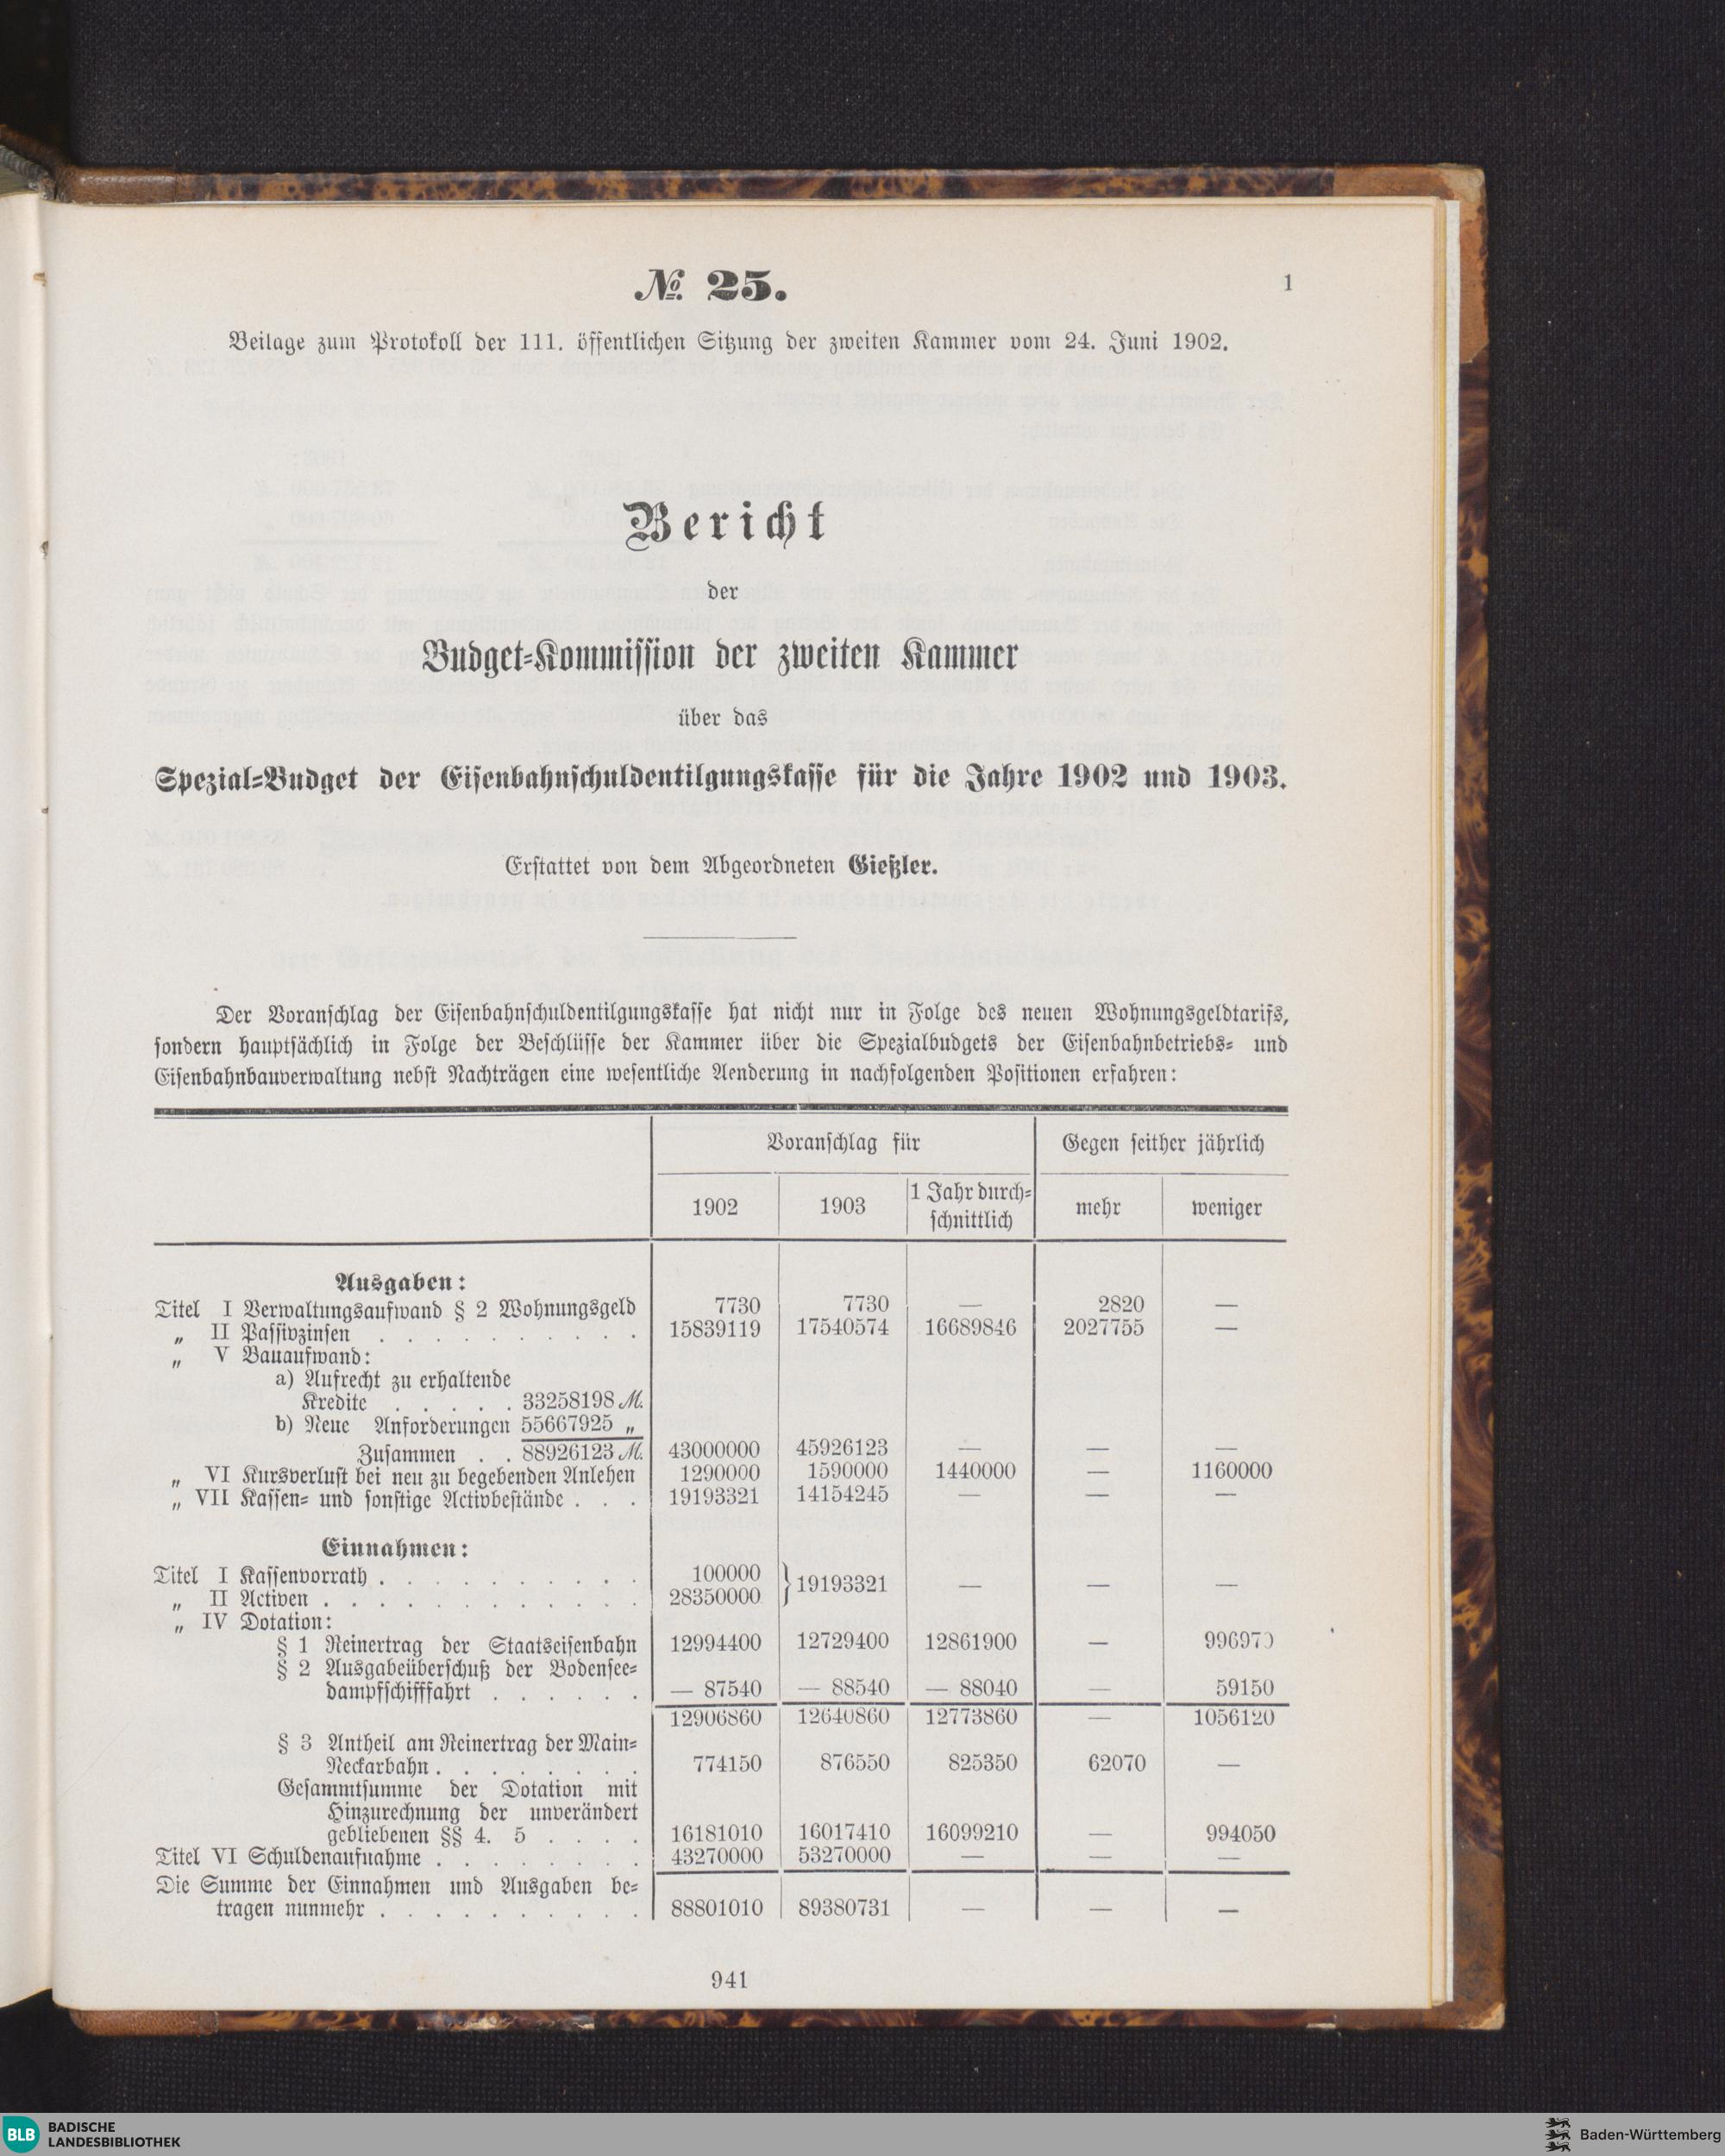 № 25.
1
Beilage zum Protokoll der 111. öffentlichen Sitzung der zweiten Kammer vom 24. Juni 1902.
Bericht
der
Budget-Kommission der zweiten Kammer
über das
Spezial-Budget der Eisenbahnschuldentilgungskasse für die Jahre 1902 und 1903.
Erstattet von dem Abgeordneten Gießler.
Der Voranschlag der Eisenbahnschuldentilgungskasse hat nicht nur in Folge des neuen Wohnungsgeldtarifs,
sondern hauptsächlich in Folge der Beschlüsse der Kammer über die Spezialbudgets der Eisenbahnbetriebs- und
Eisenbahnbauverwaltung nebst Nachträgen eine wesentliche Aenderung in nachfolgenden Positionen erfahren:
Voranschlag für Gegen seither jährlich
1902 1903 1 Jahr durch- mehr weniger
schnittlich
Ausgaben:
Titel I Verwaltungsaufwand § 2 Wohnungsgeld 7730 7730 — 2820 —
„ II Passivzinsen . . . . . . . . . . 15839119 17540574 16689846 2027755 —
„ V Bauaufwand:
a) Aufrecht zu erhaltende
Kredite . . . . . 33258198 M.
b) Neue Anforderungen 55667925 „
Zusammen . . 88926123 M. 43000000 45926123 — — —
„ VI Kursverlust bei neu zu begebenden Anlehen 1290000 1590000 1440000 — 1160000
„ VII Kassen- und sonstige Activbestände . . . 19193321 14154245 — — —
Einnahmen:
Titel I Kassenvorrath . . . . . . . . . . 100000 } 19193321 — — —
„ II Activen . . . . . . . . . . . . 28350000
„ IV Dotation:
§ 1 Reinertrag der Staatseisenbahn 12994400 12729400 12861900 — 996970
§ 2 Ausgabeüberschuß der Bodensee-
dampfschifffahrt . . . . . . — 87540 — 88540 — 88040 — 59150
12906860 12640860 12773860 — 1056120
§ 3 Antheil am Reinertrag der Main-
Neckarbahn . . . . . . . . 774150 876550 825350 62070 —
Gesammtsumme der Dotation mit
Hinzurechnung der unverändert
gebliebenen §§ 4. 5 . . . . 16181010 16017410 16099210 — 994050
Titel VI Schuldenaufnahme . . . . . . . . 43270000 53270000 — — —
Die Summe der Einnahmen und Ausgaben be-
tragen nunmehr . . . . . . . . . . 88801010 89380731 — — —
941
BLB BADISCHE
LANDESBIBLIOTHEK
Baden-Württemberg